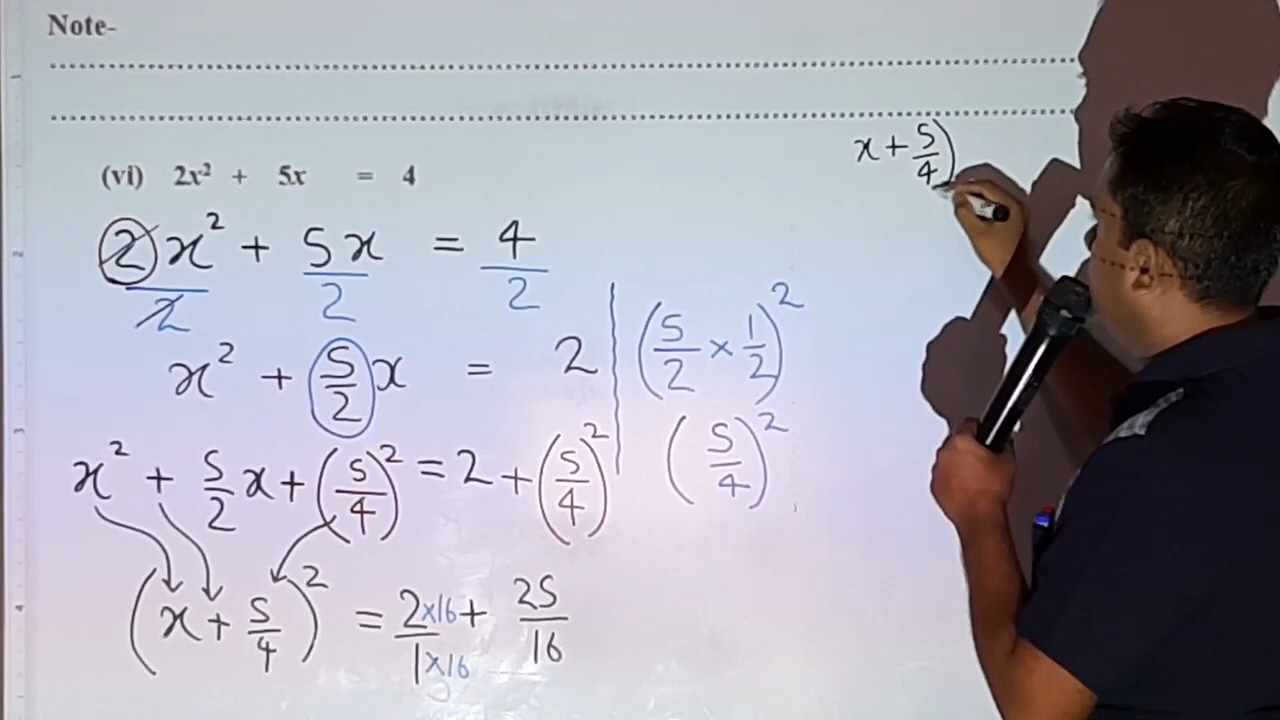 Note-
(vi) 2x² + 5x = 4
2x²/2 + 5x/2 = 4/2
x² + 5/2 x = 2 | (5/2 × 1/2)²
x² + 5/2 x + (5/4)² = 2 + (5/4)² | (5/4)²
(x + 5/4)² = 2×16/1×16 + 25/16
x + 5/4)